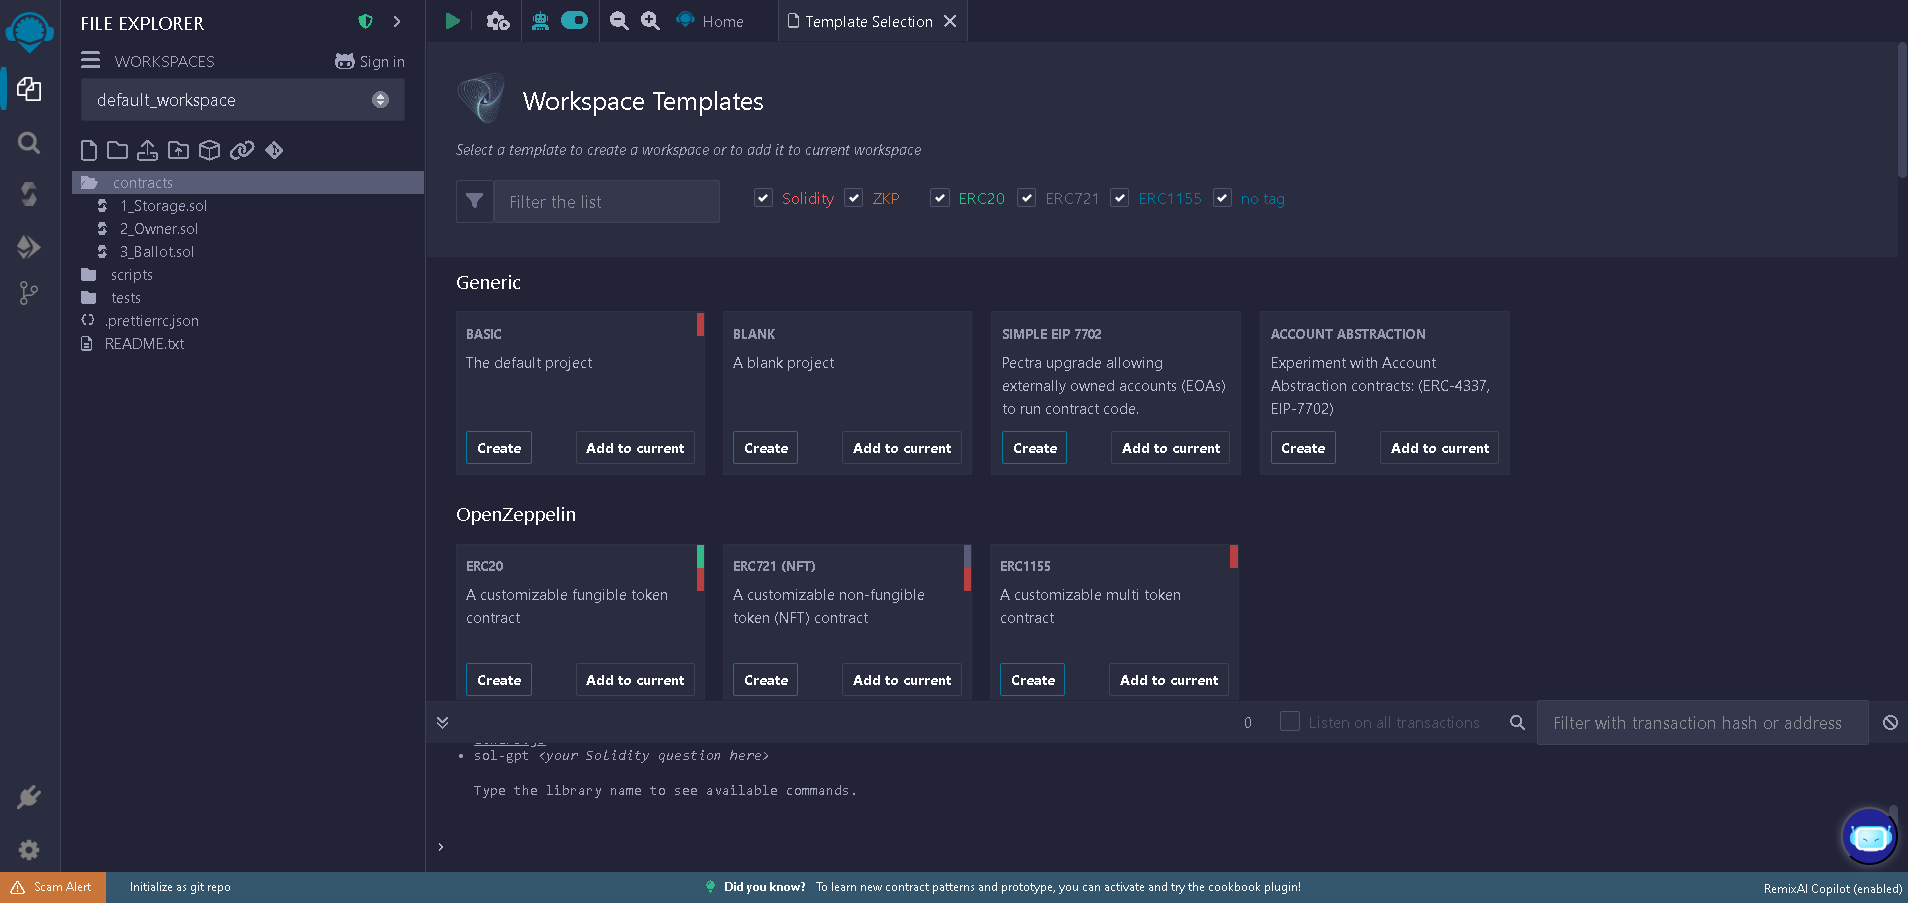 FILE EXPLORER
WORKSPACES
Sign in
default_workspace
contracts
1_Storage.sol
2_Owner.sol
3_Ballot.sol
scripts
tests
.prettierrc.json
README.txt
Home
Template Selection
Workspace Templates
Select a template to create a workspace or to add it to current workspace
Filter the list
Solidity
ZKP
ERC20
ERC721
ERC1155
no tag
Generic
BASIC
The default project
Create
Add to current
BLANK
A blank project
Create
Add to current
SIMPLE EIP 7702
Pectra upgrade allowing
externally owned accounts (EOAs)
to run contract code.
Create
Add to current
ACCOUNT ABSTRACTION
Experiment with Account
Abstraction contracts: (ERC-4337,
EIP-7702)
Create
Add to current
OpenZeppelin
ERC20
A customizable fungible token
contract
Create
Add to current
ERC721 (NFT)
A customizable non-fungible
token (NFT) contract
Create
Add to current
ERC1155
A customizable multi token
contract
Create
Add to current
0
Listen on all transactions
Filter with transaction hash or address
• sol-gpt <your Solidity question here>
Type the library name to see available commands.
>
Scam Alert
Initialize as git repo
Did you know? To learn new contract patterns and prototype, you can activate and try the cookbook plugin!
RemixAI Copilot (enabled)